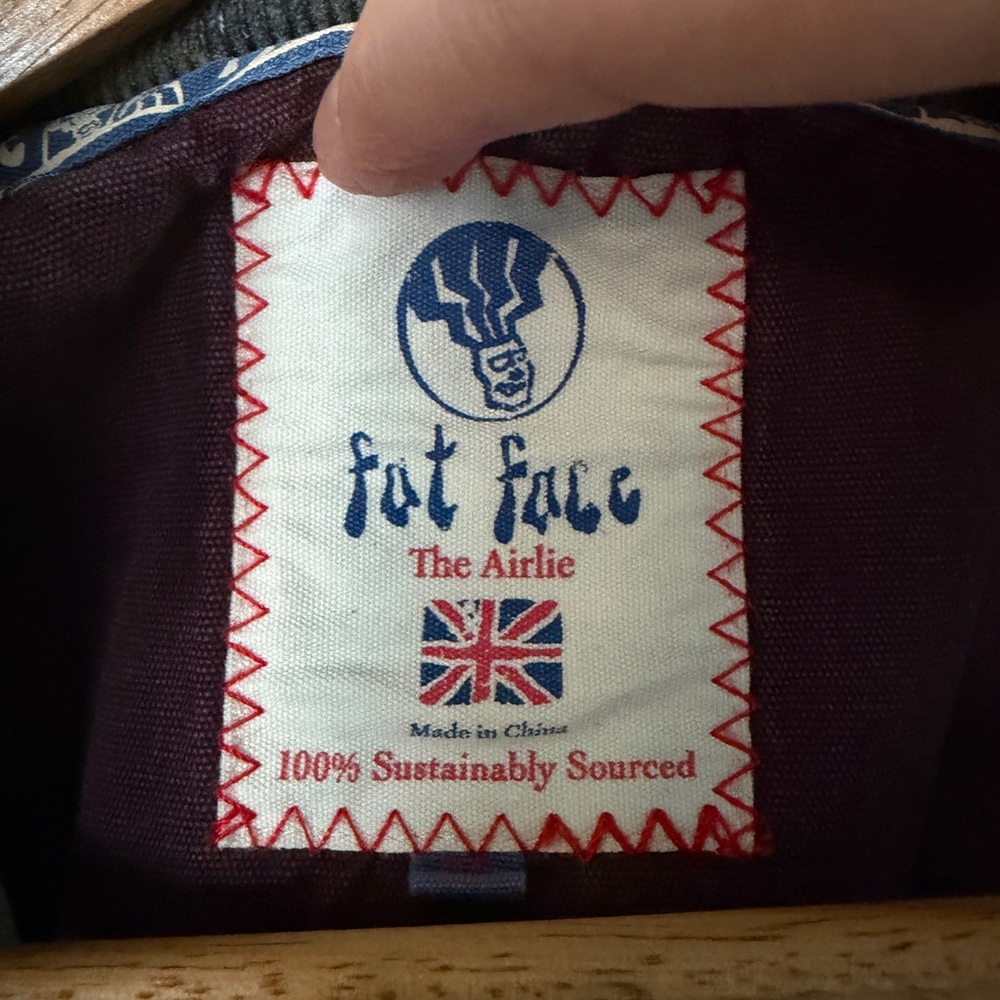 fat face
The Airlie
Made in China
100% Sustainably Sourced